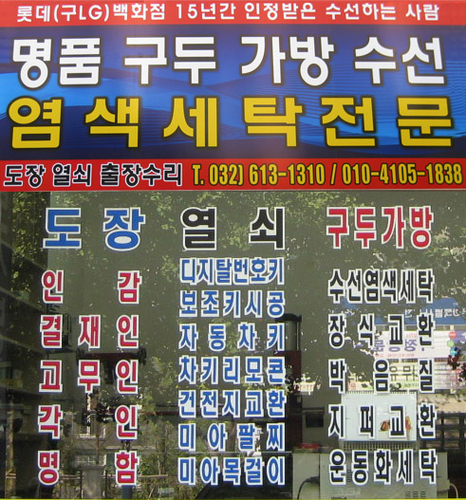 롯데(구LG)백화점 15년간 인정받은 수선하는 사람
명품 구두 가방 수선
염색세탁전문
도장 열쇠 출장수리 T. 032) 613-1310 / 010-4105-1838
도장
인감
결재인
고무인
각인
명함
열쇠
디지탈번호키
보조키시공
자동차키
차키리모콘
건전지교환
미아팔찌
미아목걸이
구두가방
수선염색세탁
장식교환
박음질
지퍼교환
운동화세탁